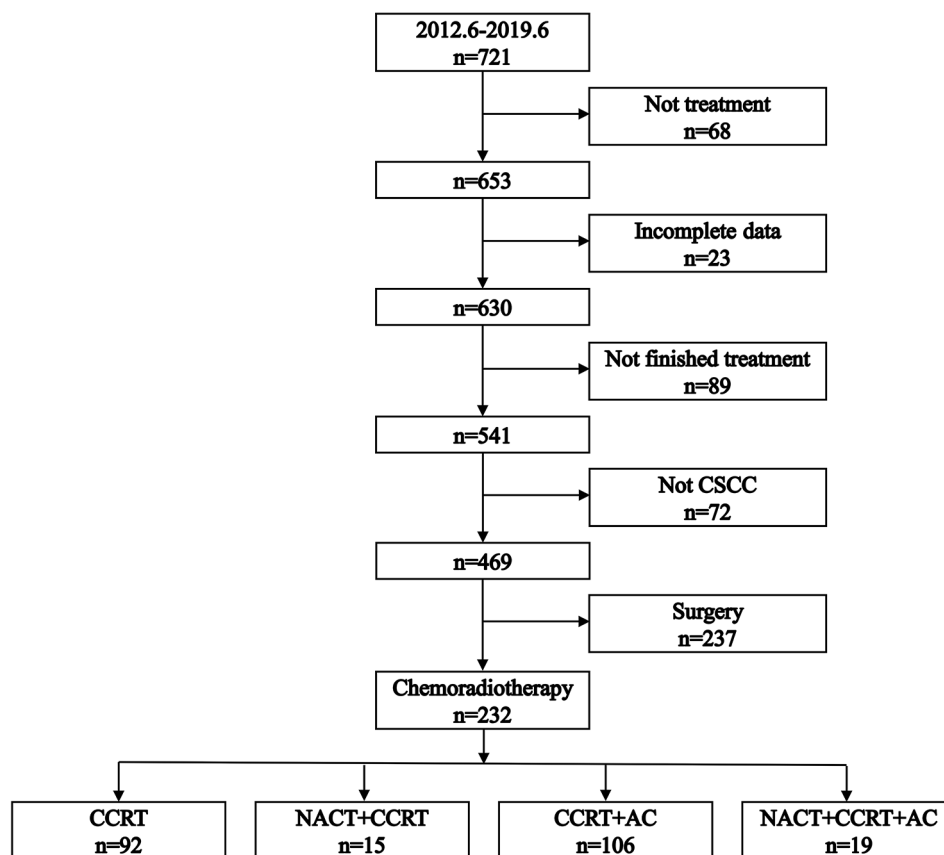 2012.6-2019.6
n=721
Not treatment
n=68
n=653
Incomplete data
n=23
n=630
Not finished treatment
n=89
n=541
Not CSCC
n=72
n=469
Surgery
n=237
Chemoradiotherapy
n=232
CCRT
n=92
NACT+CCRT
n=15
CCRT+AC
n=106
NACT+CCRT+AC
n=19